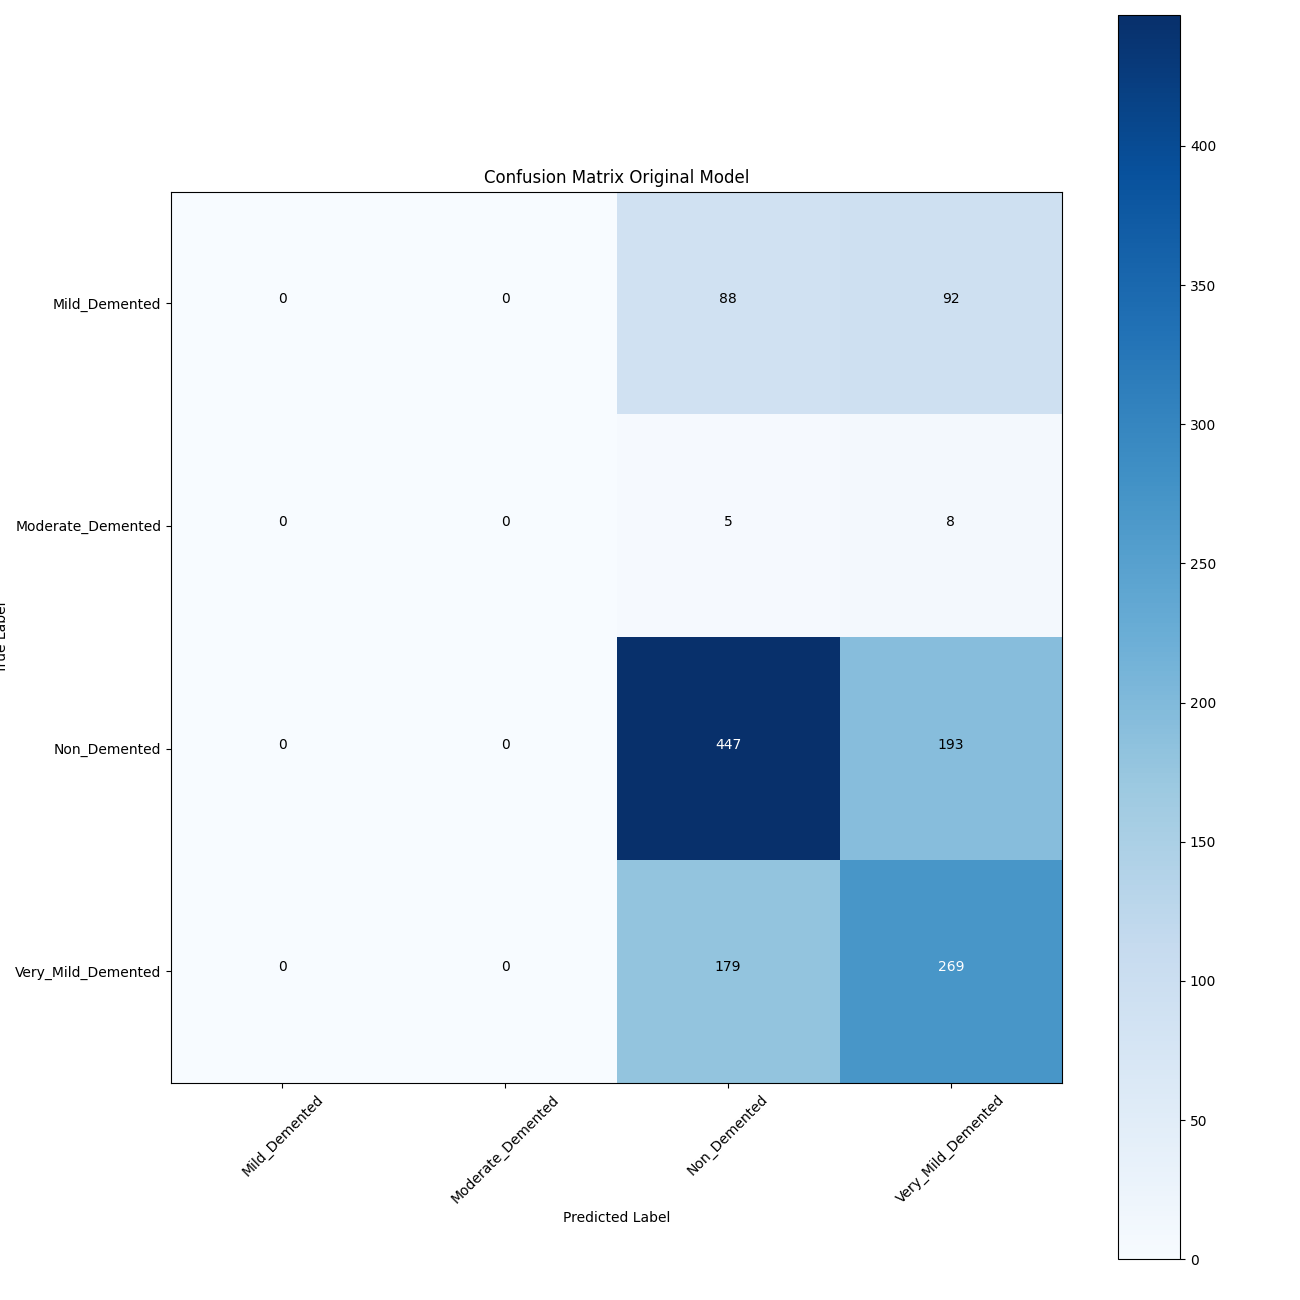 Confusion Matrix Original Model
Mild_Demented 0 0 88 92
Moderate_Demented 0 0 5 8
Non_Demented 0 0 447 193
Very_Mild_Demented 0 0 179 269
True Label
Mild_Demented Moderate_Demented Non_Demented Very_Mild_Demented
Predicted Label
400
350
300
250
200
150
100
50
0